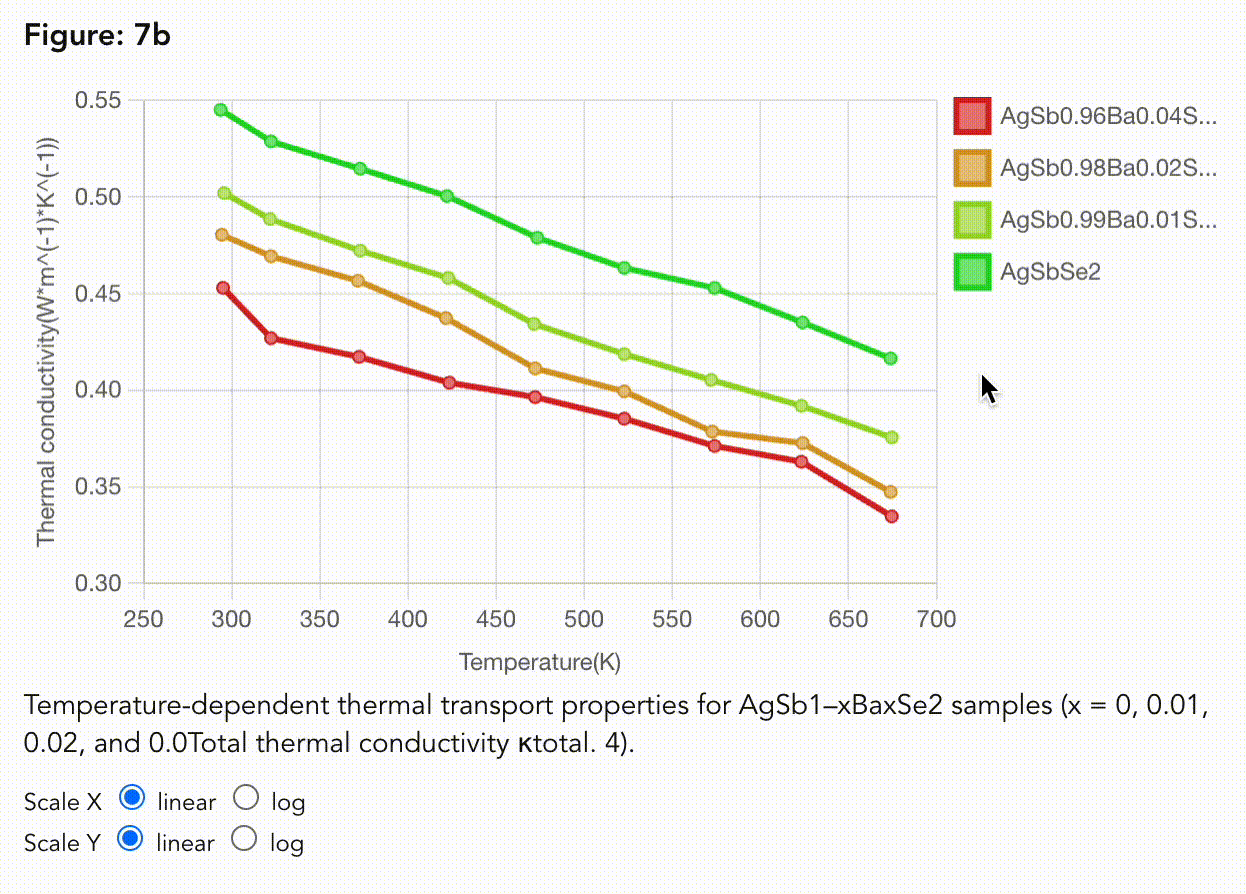 Figure: 7b
0.55
0.50
0.45
0.40
0.35
0.30
Thermal conductivity(W*m^(-1)*K^(-1))
250 300 350 400 450 500 550 600 650 700
Temperature(K)
AgSb0.96Ba0.04S...
AgSb0.98Ba0.02S...
AgSb0.99Ba0.01S...
AgSbSe2
Temperature-dependent thermal transport properties for AgSb1–xBaxSe2 samples (x = 0, 0.01,
0.02, and 0.0Total thermal conductivity κtotal. 4).
Scale X linear log
Scale Y linear log